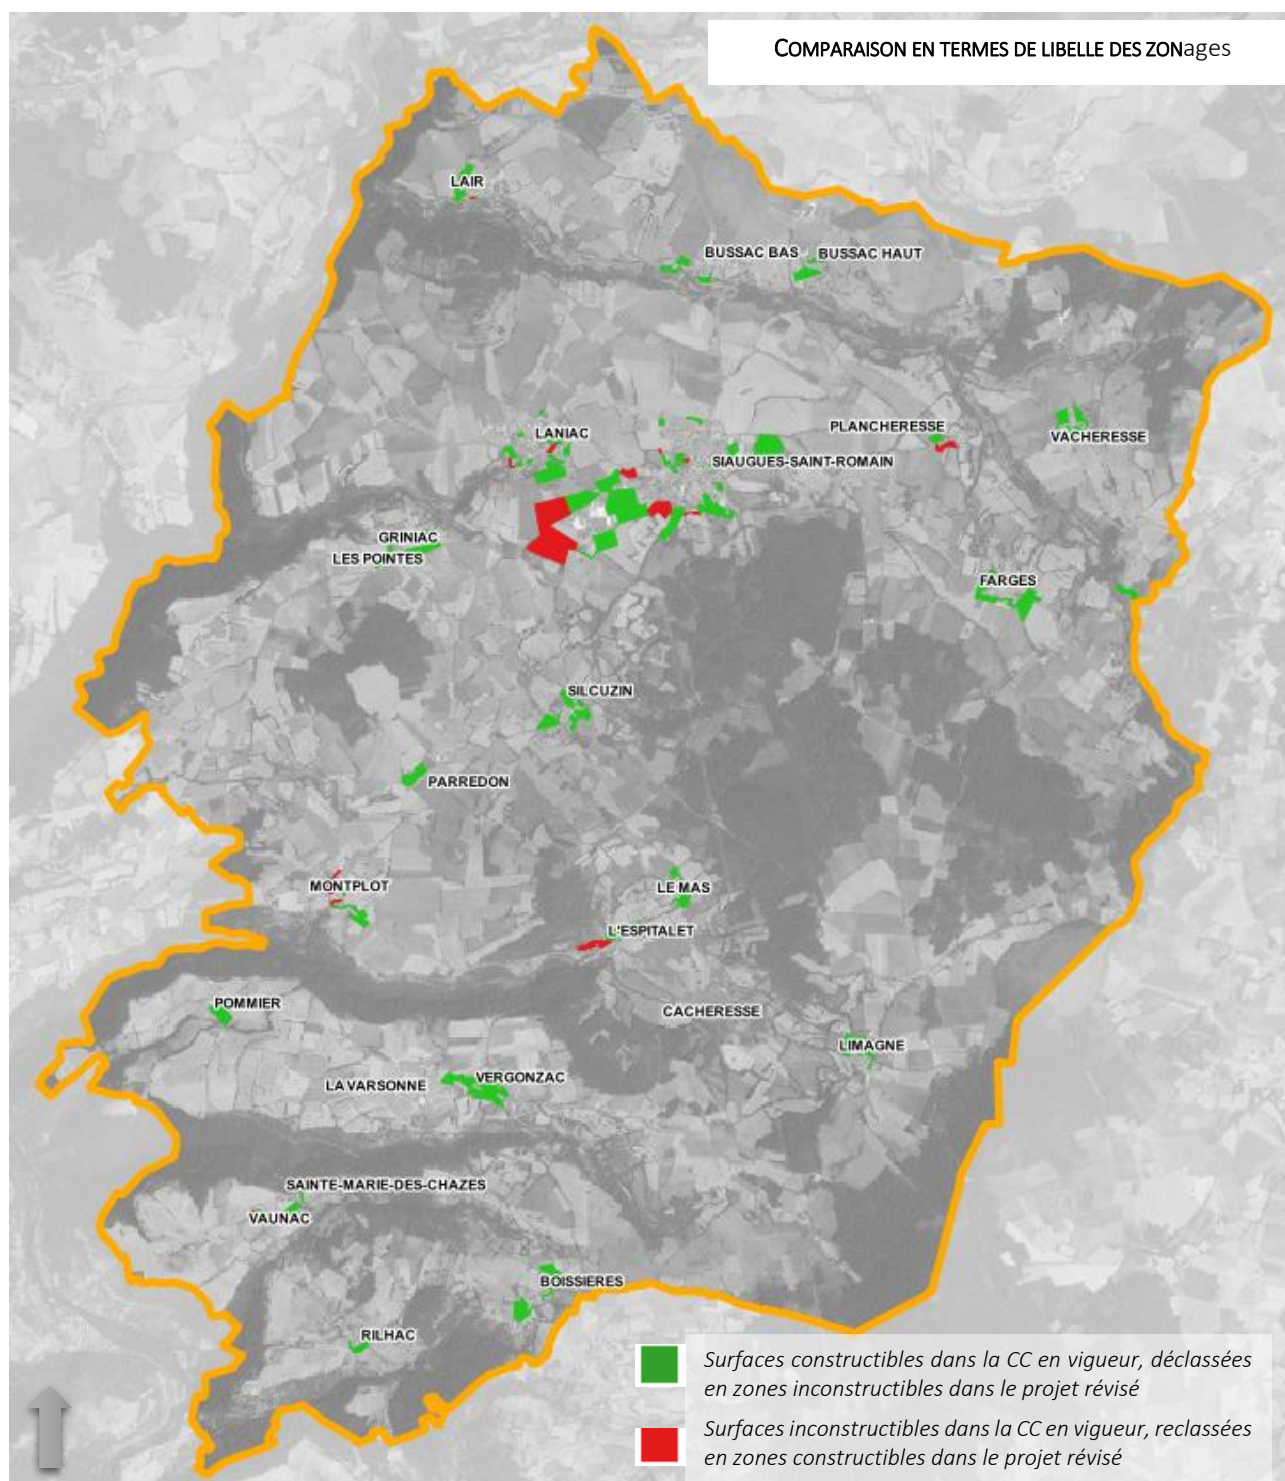 COMPARAISON EN TERMES DE LIBELLE DES ZONages
LAIR
BUSSAC BAS
BUSSAC HAUT
LANIAC
PLANCHERESSE
VACHERESSE
SIAUGUES-SAINT-ROMAIN
GRINIAC
LES POINTES
FARGES
SILCUZIN
PARREDON
MONTPLOT
LE MAS
L'ESPITALET
POMMIER
CACHERESSE
LIMAGNE
LA VARSONNE
VERGONZAC
SAINTE-MARIE-DES-CHAZES
VAUNAC
BOISSIERES
RILHAC
Surfaces constructibles dans la CC en vigueur, déclassées
en zones inconstructibles dans le projet révisé
Surfaces inconstructibles dans la CC en vigueur, reclassées
en zones constructibles dans le projet révisé